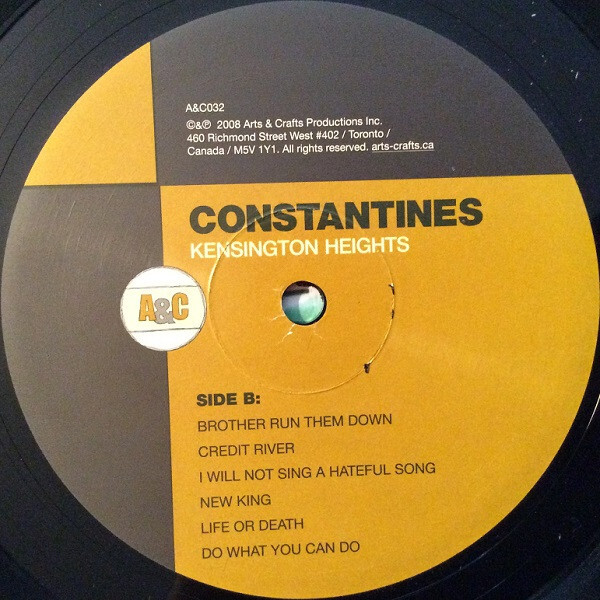 A&C032
©&℗ 2008 Arts & Crafts Productions Inc.
460 Richmond Street West #402 / Toronto /
Canada / M5V 1Y1. All rights reserved. arts-crafts.ca
CONSTANTINES
KENSINGTON HEIGHTS
A&C
SIDE B:
BROTHER RUN THEM DOWN
CREDIT RIVER
I WILL NOT SING A HATEFUL SONG
NEW KING
LIFE OR DEATH
DO WHAT YOU CAN DO